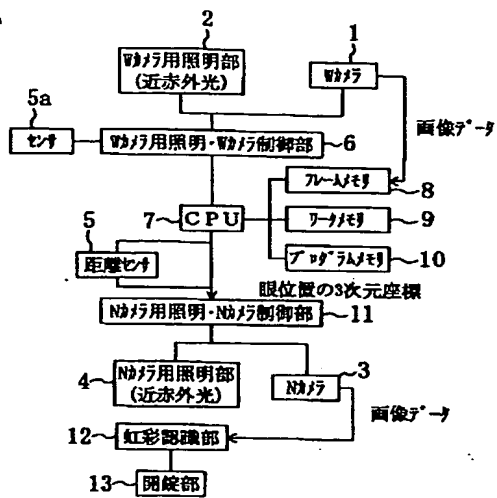 2
1
Wｶﾒﾗ用照明部
(近赤外光)
Wｶﾒﾗ
5a
画像ﾃﾞｰﾀ
ｾﾝｻ
Wｶﾒﾗ用照明･Wｶﾒﾗ制御部
6
ﾌﾚｰﾑﾒﾓﾘ
8
7
CPU
ﾜｰｸﾒﾓﾘ
9
5
ﾌﾟﾛｸﾞﾗﾑﾒﾓﾘ
10
距離ｾﾝｻ
眼位置の3次元座標
Nｶﾒﾗ用照明･Nｶﾒﾗ制御部
11
4
Nｶﾒﾗ用照明部
(近赤外光)
3
Nｶﾒﾗ
画像ﾃﾞｰﾀ
12
虹彩認識部
13
開錠部